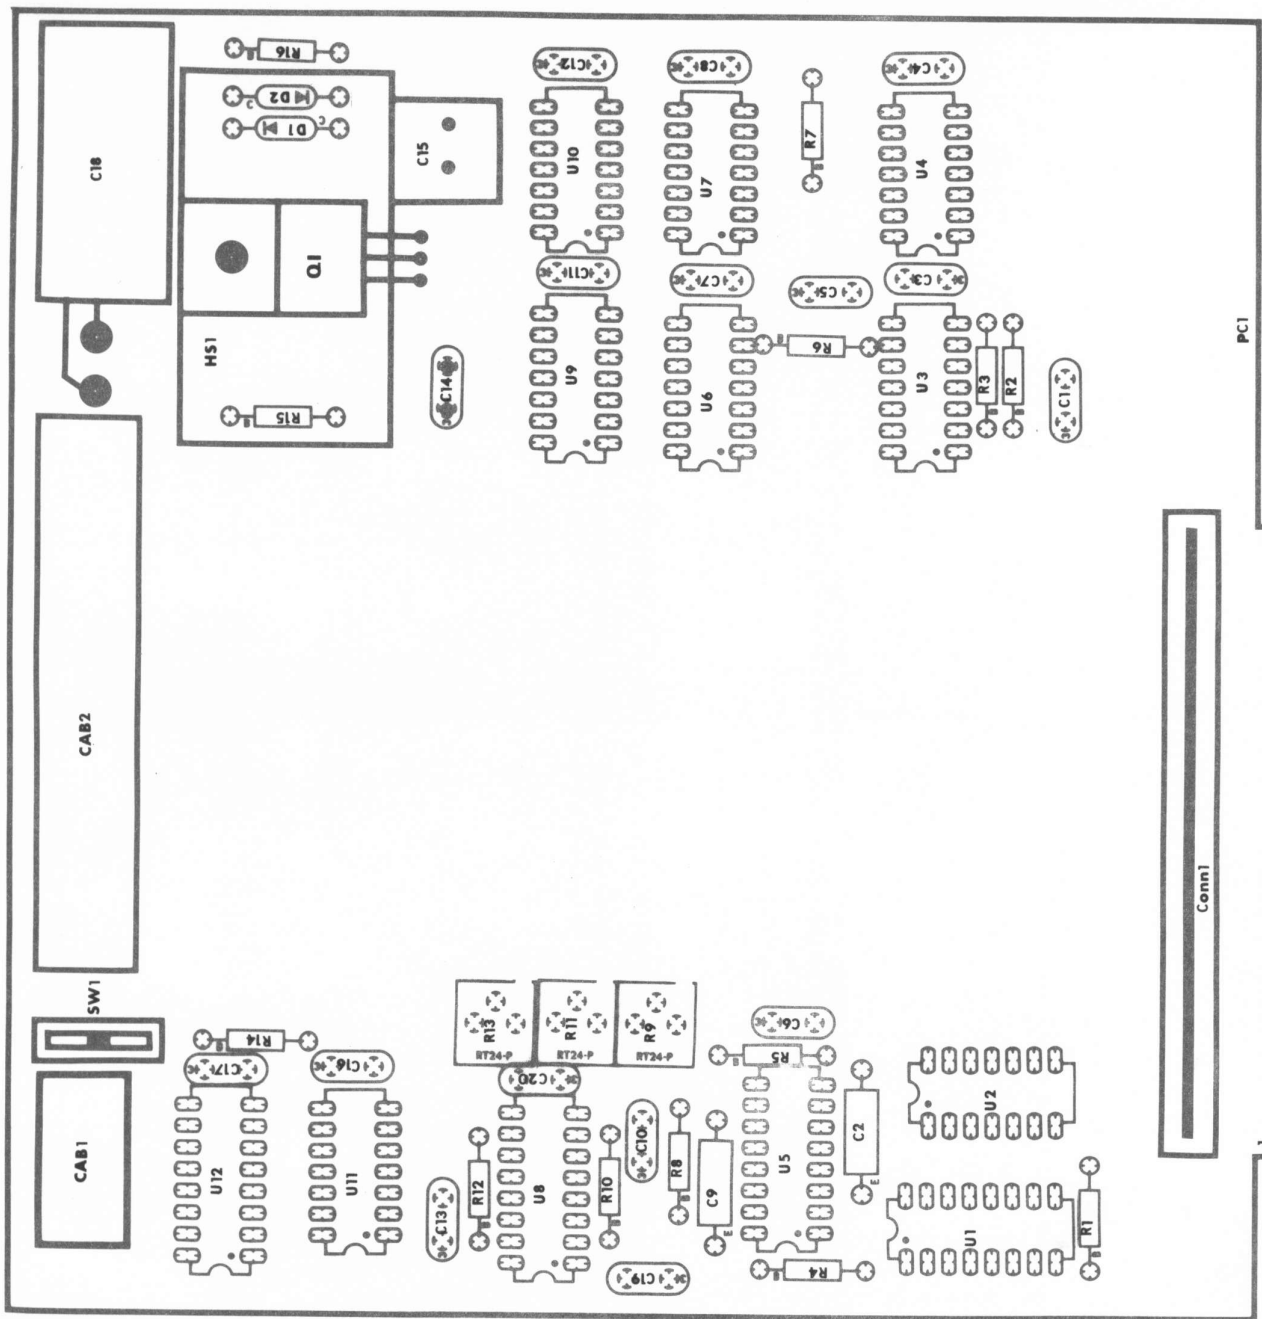 R16
D2
C
D1
C
C18
C15
Q1
HS1
B
R15
C14
C12
U10
C11
U9
C8
U7
C7
U6
R7
B
C5
B
R6
C4
U4
C3
U3
R3
B
R2
B
C1
PC1
CAB2
SW1
CAB1
R14
B
C17
U12
C16
U11
R13
RT24-P
R11
RT24-P
R9
RT24-P
C20
U8
R12
B
C13
R10
B
C10
R8
B
C9
E
C19
C6
B
R5
U5
B
R4
C2
E
U2
U1
R1
B
Conn1